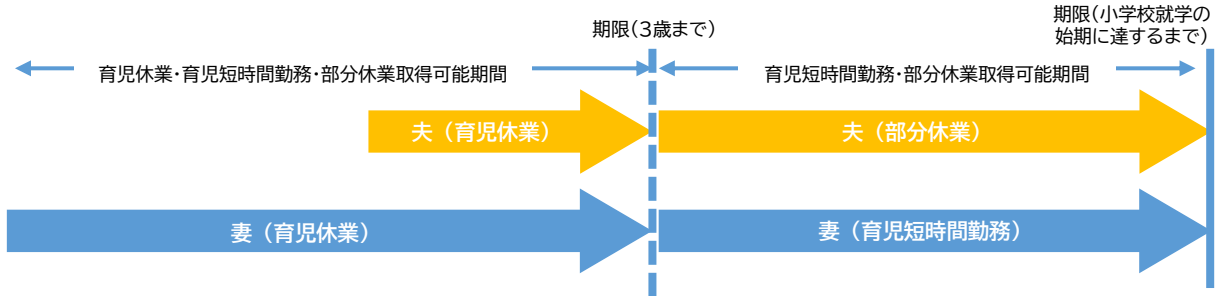 期限(3歳まで)
期限(小学校就学の
始期に達するまで)
育児休業・育児短時間勤務・部分休業取得可能期間
育児短時間勤務・部分休業取得可能期間
夫(育児休業)
夫(部分休業)
妻(育児休業)
妻(育児短時間勤務)